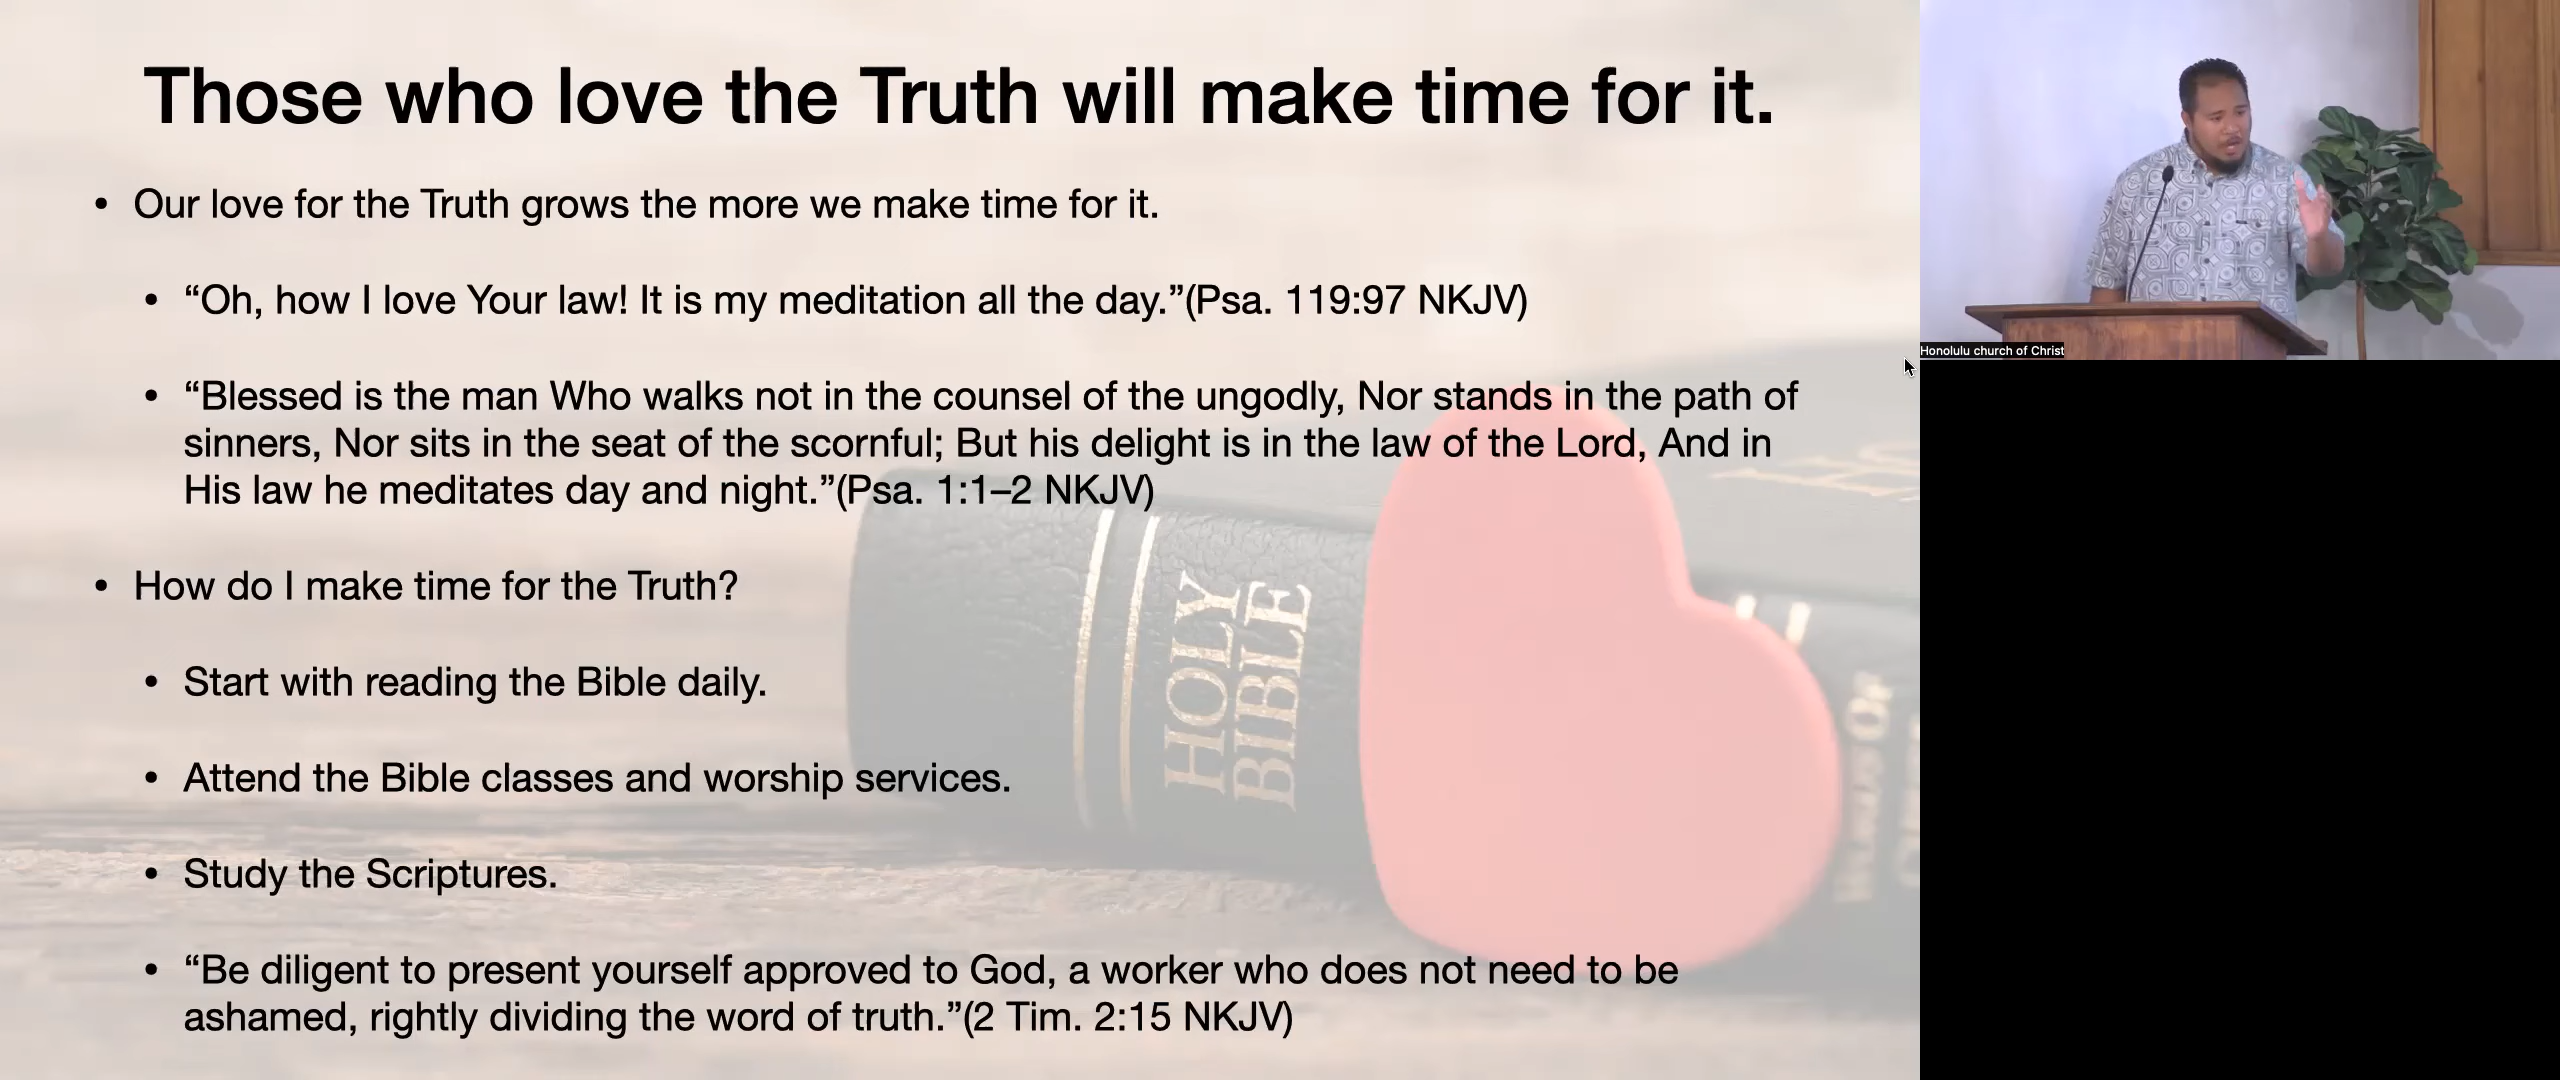 Those who love the Truth will make time for it.
• Our love for the Truth grows the more we make time for it.
• “Oh, how I love Your law! It is my meditation all the day.”(Psa. 119:97 NKJV)
• “Blessed is the man Who walks not in the counsel of the ungodly, Nor stands in the path of
sinners, Nor sits in the seat of the scornful; But his delight is in the law of the Lord, And in
His law he meditates day and night.”(Psa. 1:1–2 NKJV)
• How do I make time for the Truth?
• Start with reading the Bible daily.
• Attend the Bible classes and worship services.
• Study the Scriptures.
• “Be diligent to present yourself approved to God, a worker who does not need to be
ashamed, rightly dividing the word of truth.”(2 Tim. 2:15 NKJV)
HOLY
BIBLE
Honolulu church of Christ